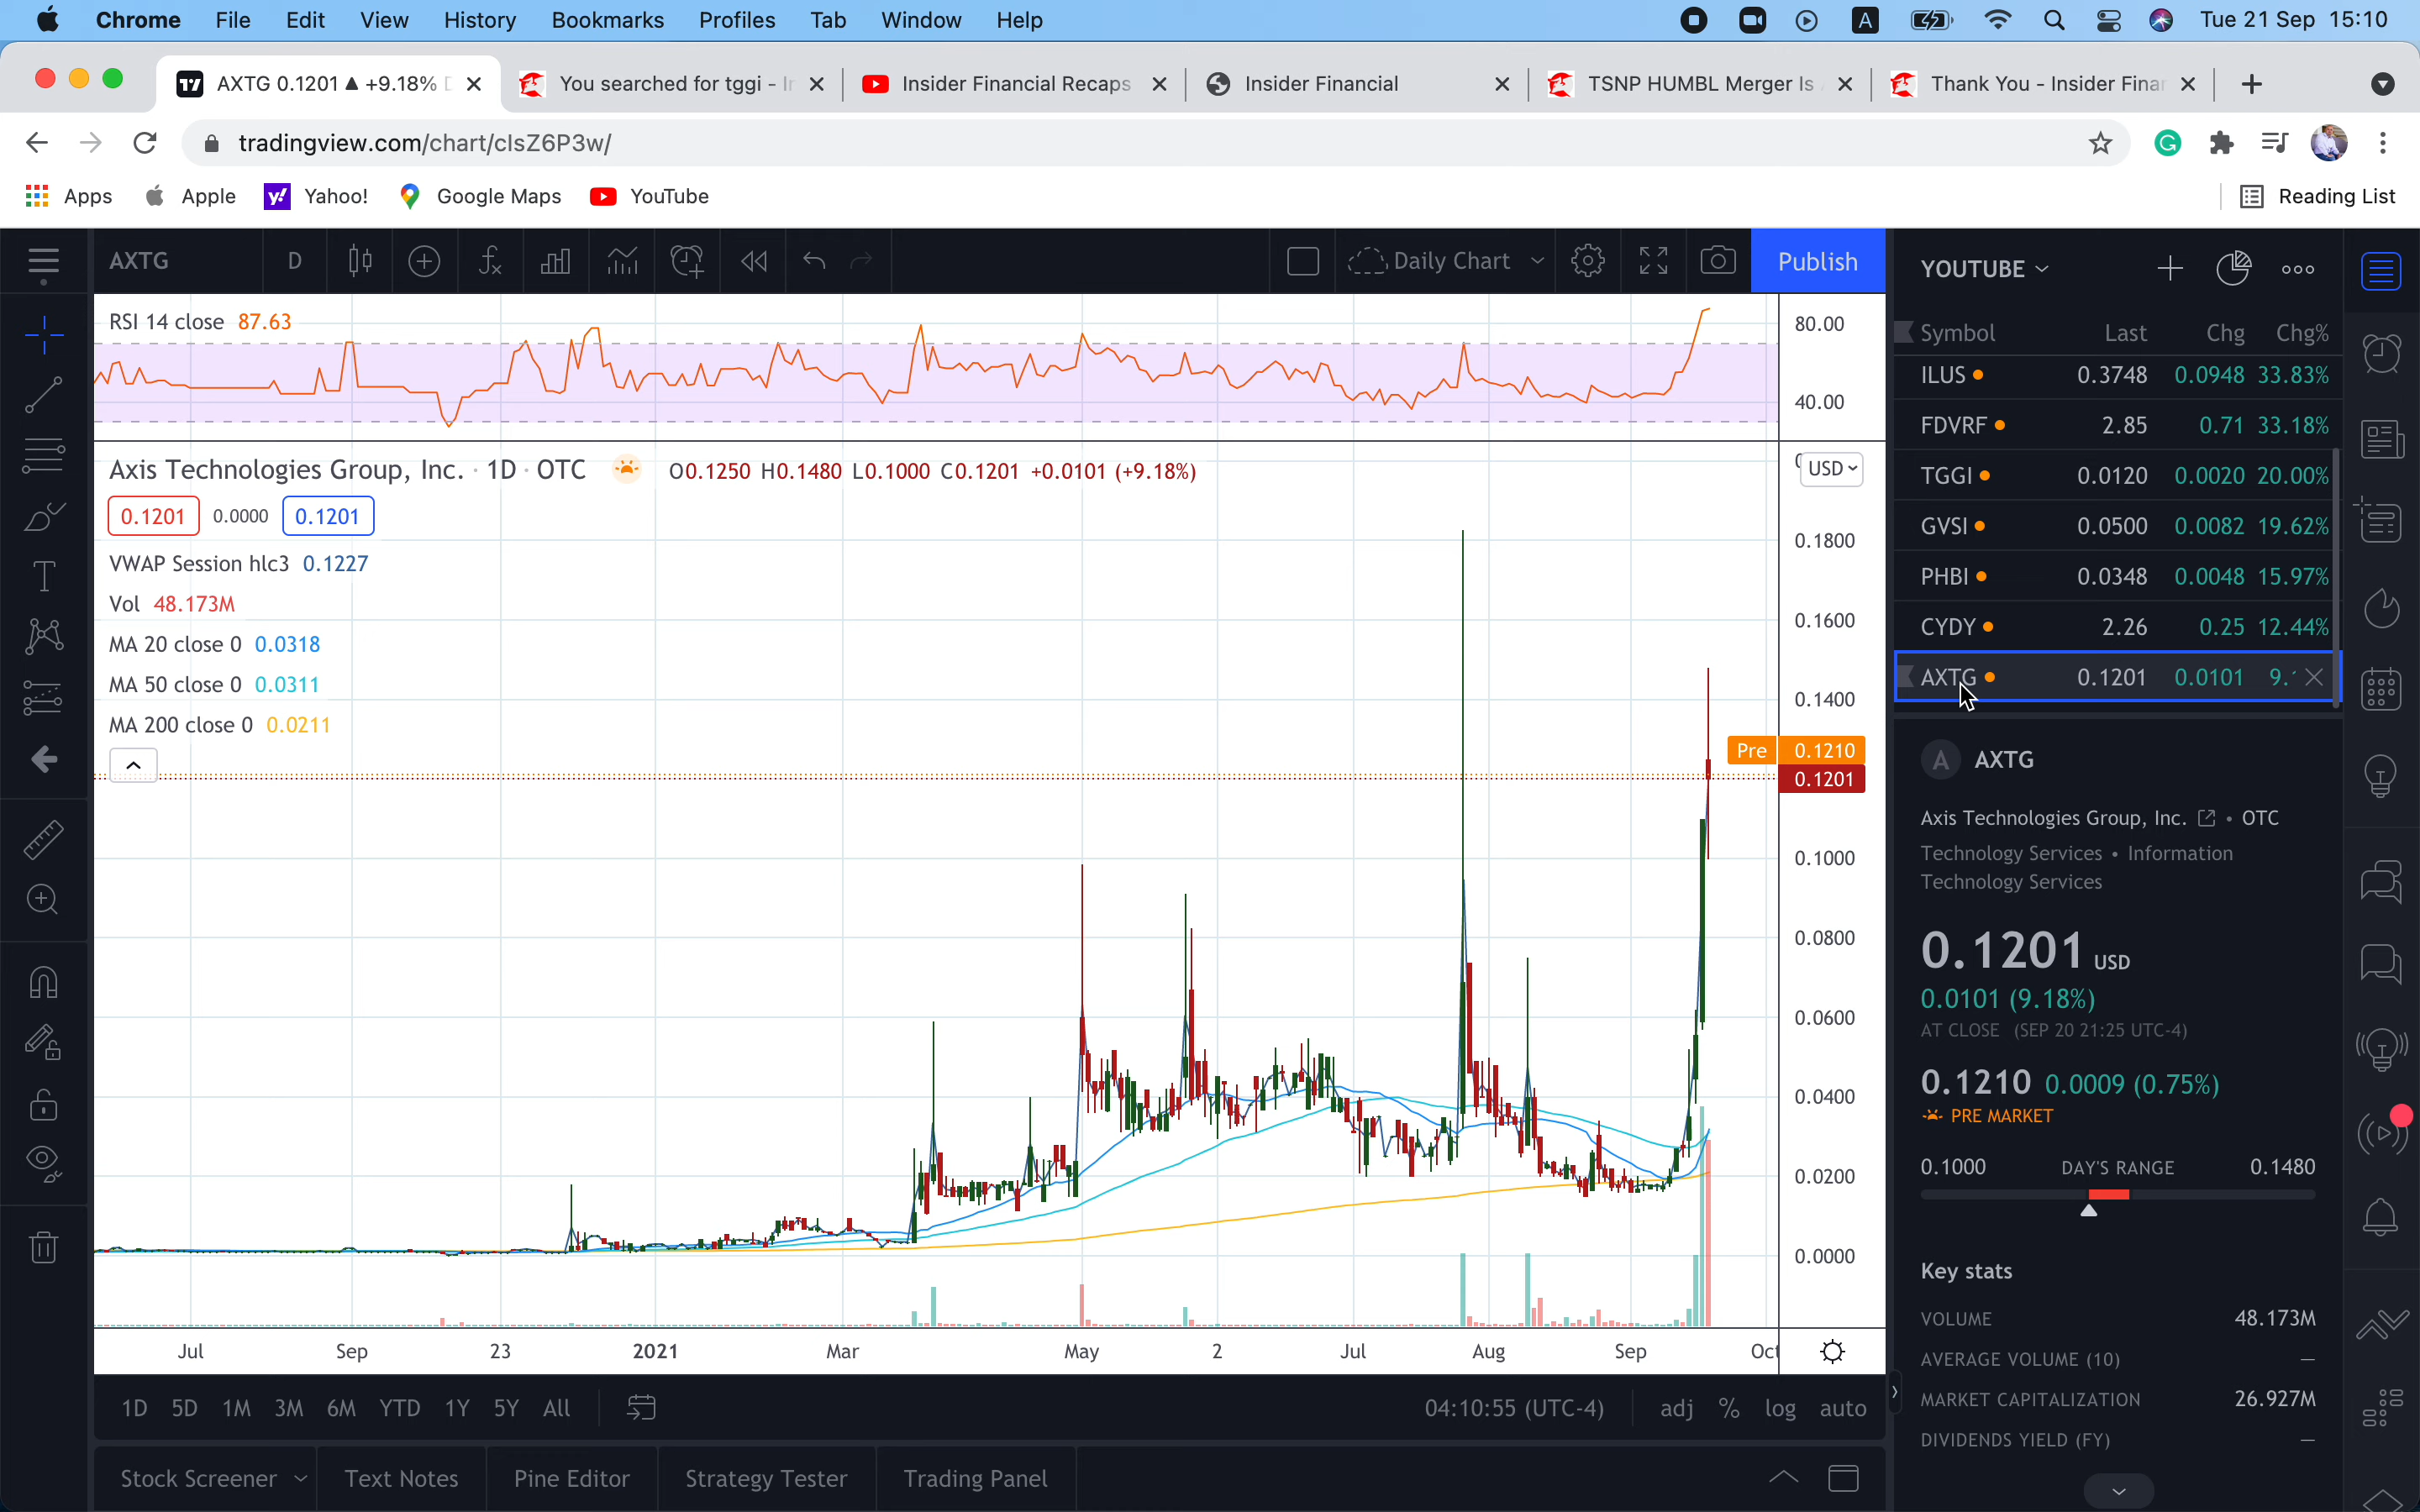 Chrome File Edit View History Bookmarks Profiles Tab Window Help A Tue 21 Sep 15:10
AXTG 0.1201 ▲ +9.18% You searched for tggi - Insider Financial Recaps Insider Financial TSNP HUMBL Merger Is Thank You - Insider Finan
tradingview.com/chart/clsZ6P3w/
Apps Apple Yahoo! Google Maps YouTube Reading List
AXTG D Daily Chart Publish YOUTUBE
RSI 14 close 87.63
80.00
40.00
Axis Technologies Group, Inc. · 1D · OTC O0.1250 H0.1480 L0.1000 C0.1201 +0.0101 (+9.18%)
USD
0.1201 0.0000 0.1201
VWAP Session hlc3 0.1227
Vol 48.173M
MA 20 close 0 0.0318
MA 50 close 0 0.0311
MA 200 close 0 0.0211
0.1800
0.1600
0.1400
Pre 0.1210
0.1201
0.1000
0.0800
0.0600
0.0400
0.0200
0.0000
Jul Sep 23 2021 Mar May 2 Jul Aug Sep Oct
1D 5D 1M 3M 6M YTD 1Y 5Y All 04:10:55 (UTC-4) adj % log auto
Stock Screener Text Notes Pine Editor Strategy Tester Trading Panel
Symbol Last Chg Chg%
ILUS 0.3748 0.0948 33.83%
FDVRF 2.85 0.71 33.18%
TGGI 0.0120 0.0020 20.00%
GVSI 0.0500 0.0082 19.62%
PHBI 0.0348 0.0048 15.97%
CYDY 2.26 0.25 12.44%
AXTG 0.1201 0.0101 9.
A AXTG
Axis Technologies Group, Inc. • OTC
Technology Services • Information
Technology Services
0.1201 USD
0.0101 (9.18%)
AT CLOSE (SEP 20 21:25 UTC-4)
0.1210 0.0009 (0.75%)
PRE MARKET
0.1000 DAY'S RANGE 0.1480
Key stats
VOLUME 48.173M
AVERAGE VOLUME (10) —
MARKET CAPITALIZATION 26.927M
DIVIDENDS YIELD (FY) —